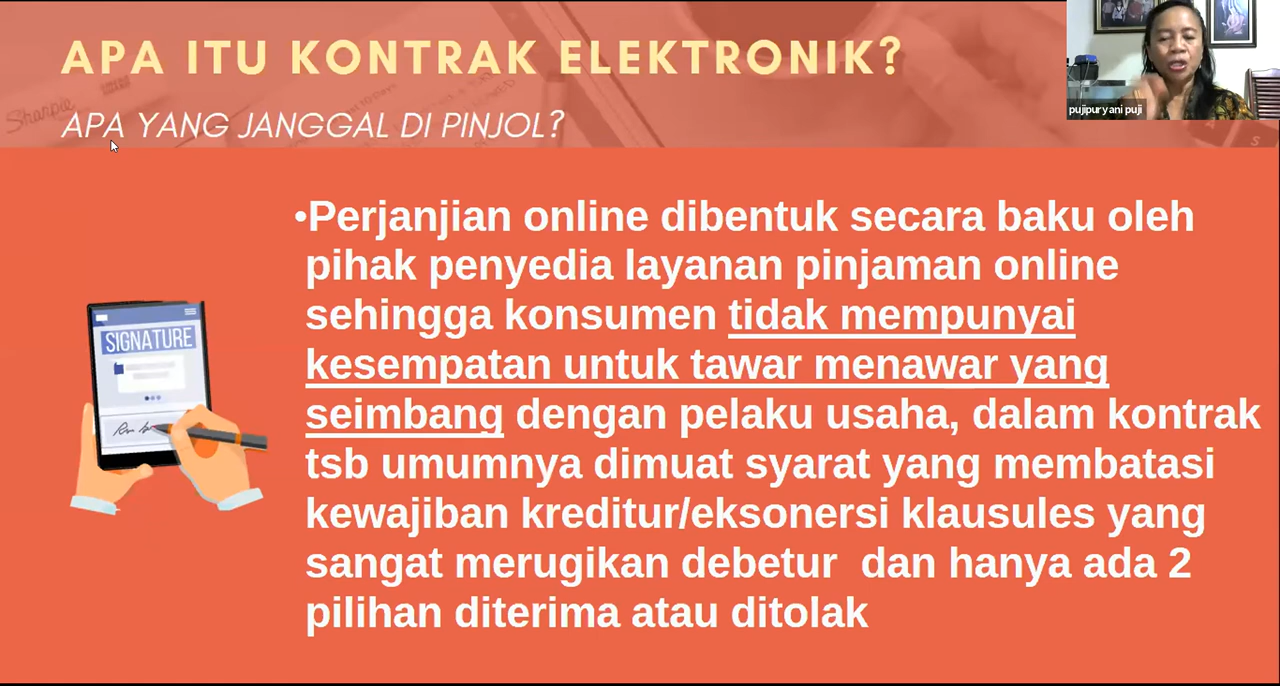 APA ITU KONTRAK ELEKTRONIK?
Sharpie
APA YANG JANGGAL DI PINJOL?
pujipuryani puji
•Perjanjian online dibentuk secara baku oleh
pihak penyedia layanan pinjaman online
sehingga konsumen tidak mempunyai
kesempatan untuk tawar menawar yang
seimbang dengan pelaku usaha, dalam kontrak
tsb umumnya dimuat syarat yang membatasi
kewajiban kreditur/eksonersi klausules yang
sangat merugikan debetur dan hanya ada 2
pilihan diterima atau ditolak
SIGNATURE